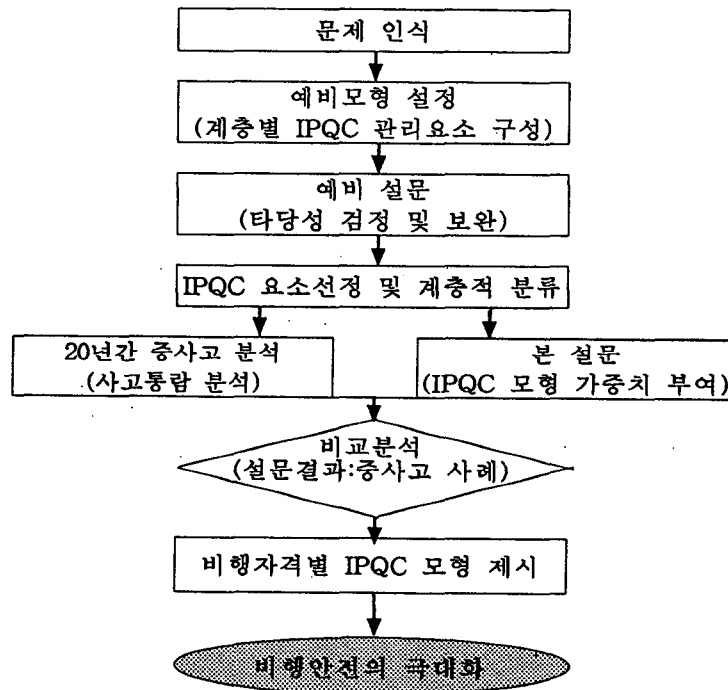 문제 인식
예비모형 설정
(계층별 IPQC 관리요소 구성)
예비 설문
(타당성 검정 및 보완)
IPQC 요소선정 및 계층적 분류
20년간 중사고 분석
(사고통람 분석)
본 설문
(IPQC 모형 가중치 부여)
비교분석
(설문결과:중사고 사례)
비행자격별 IPQC 모형 제시
비행안전의 극대화